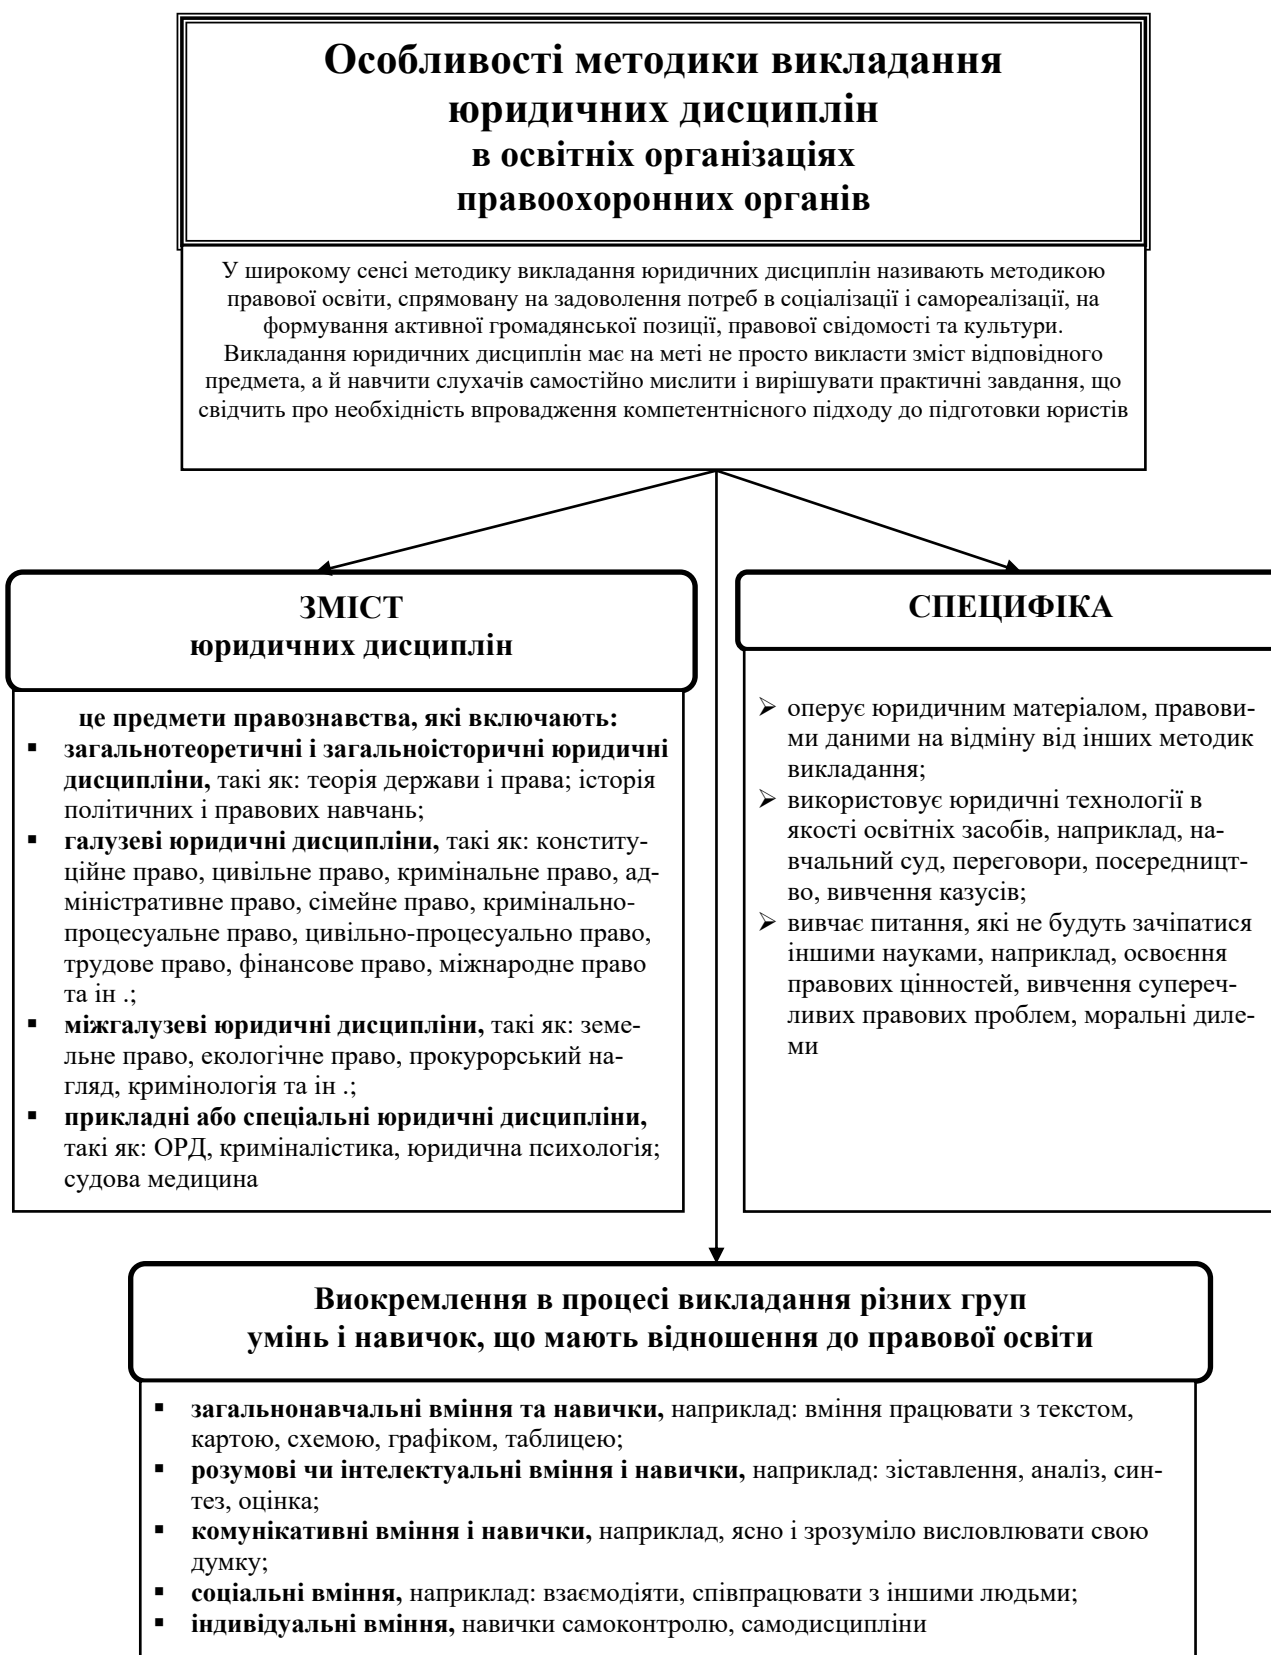 Особливості методики викладання
юридичних дисциплін
в освітніх організаціях
правоохоронних органів
У широкому сенсі методику викладання юридичних дисциплін називають методикою
правової освіти, спрямовану на задоволення потреб в соціалізації і самореалізації, на
формування активної громадянської позиції, правової свідомості та культури.
Викладання юридичних дисциплін має на меті не просто викласти зміст відповідного
предмета, а й навчити слухачів самостійно мислити і вирішувати практичні завдання, що
свідчить про необхідність впровадження компетентнісного підходу до підготовки юристів
ЗМІСТ
юридичних дисциплін
це предмети правознавства, які включають:
▪ загальнотеоретичні і загальноісторичні юридичні
дисципліни, такі як: теорія держави і права; історія
політичних і правових навчань;
▪ галузеві юридичні дисципліни, такі як: конститу-
ційне право, цивільне право, кримінальне право, ад-
міністративне право, сімейне право, кримінально-
процесуальне право, цивільно-процесуально право,
трудове право, фінансове право, міжнародне право
та ін .;
▪ міжгалузеві юридичні дисципліни, такі як: земе-
льне право, екологічне право, прокурорський на-
гляд, кримінологія та ін .;
▪ прикладні або спеціальні юридичні дисципліни,
такі як: ОРД, криміналістика, юридична психологія;
судова медицина
СПЕЦИФІКА
➢ оперує юридичним матеріалом, правови-
ми даними на відміну від інших методик
викладання;
➢ використовує юридичні технології в
якості освітніх засобів, наприклад, на-
вчальний суд, переговори, посередницт-
во, вивчення казусів;
➢ вивчає питання, які не будуть зачіпатися
іншими науками, наприклад, освоєння
правових цінностей, вивчення супереч-
ливих правових проблем, моральні диле-
ми
Виокремлення в процесі викладання різних груп
умінь і навичок, що мають відношення до правової освіти
▪ загальнонавчальні вміння та навички, наприклад: вміння працювати з текстом,
картою, схемою, графіком, таблицею;
▪ розумові чи інтелектуальні вміння і навички, наприклад: зіставлення, аналіз, син-
тез, оцінка;
▪ комунікативні вміння і навички, наприклад, ясно і зрозуміло висловлювати свою
думку;
▪ соціальні вміння, наприклад: взаємодіяти, співпрацювати з іншими людьми;
▪ індивідуальні вміння, навички самоконтролю, самодисципліни